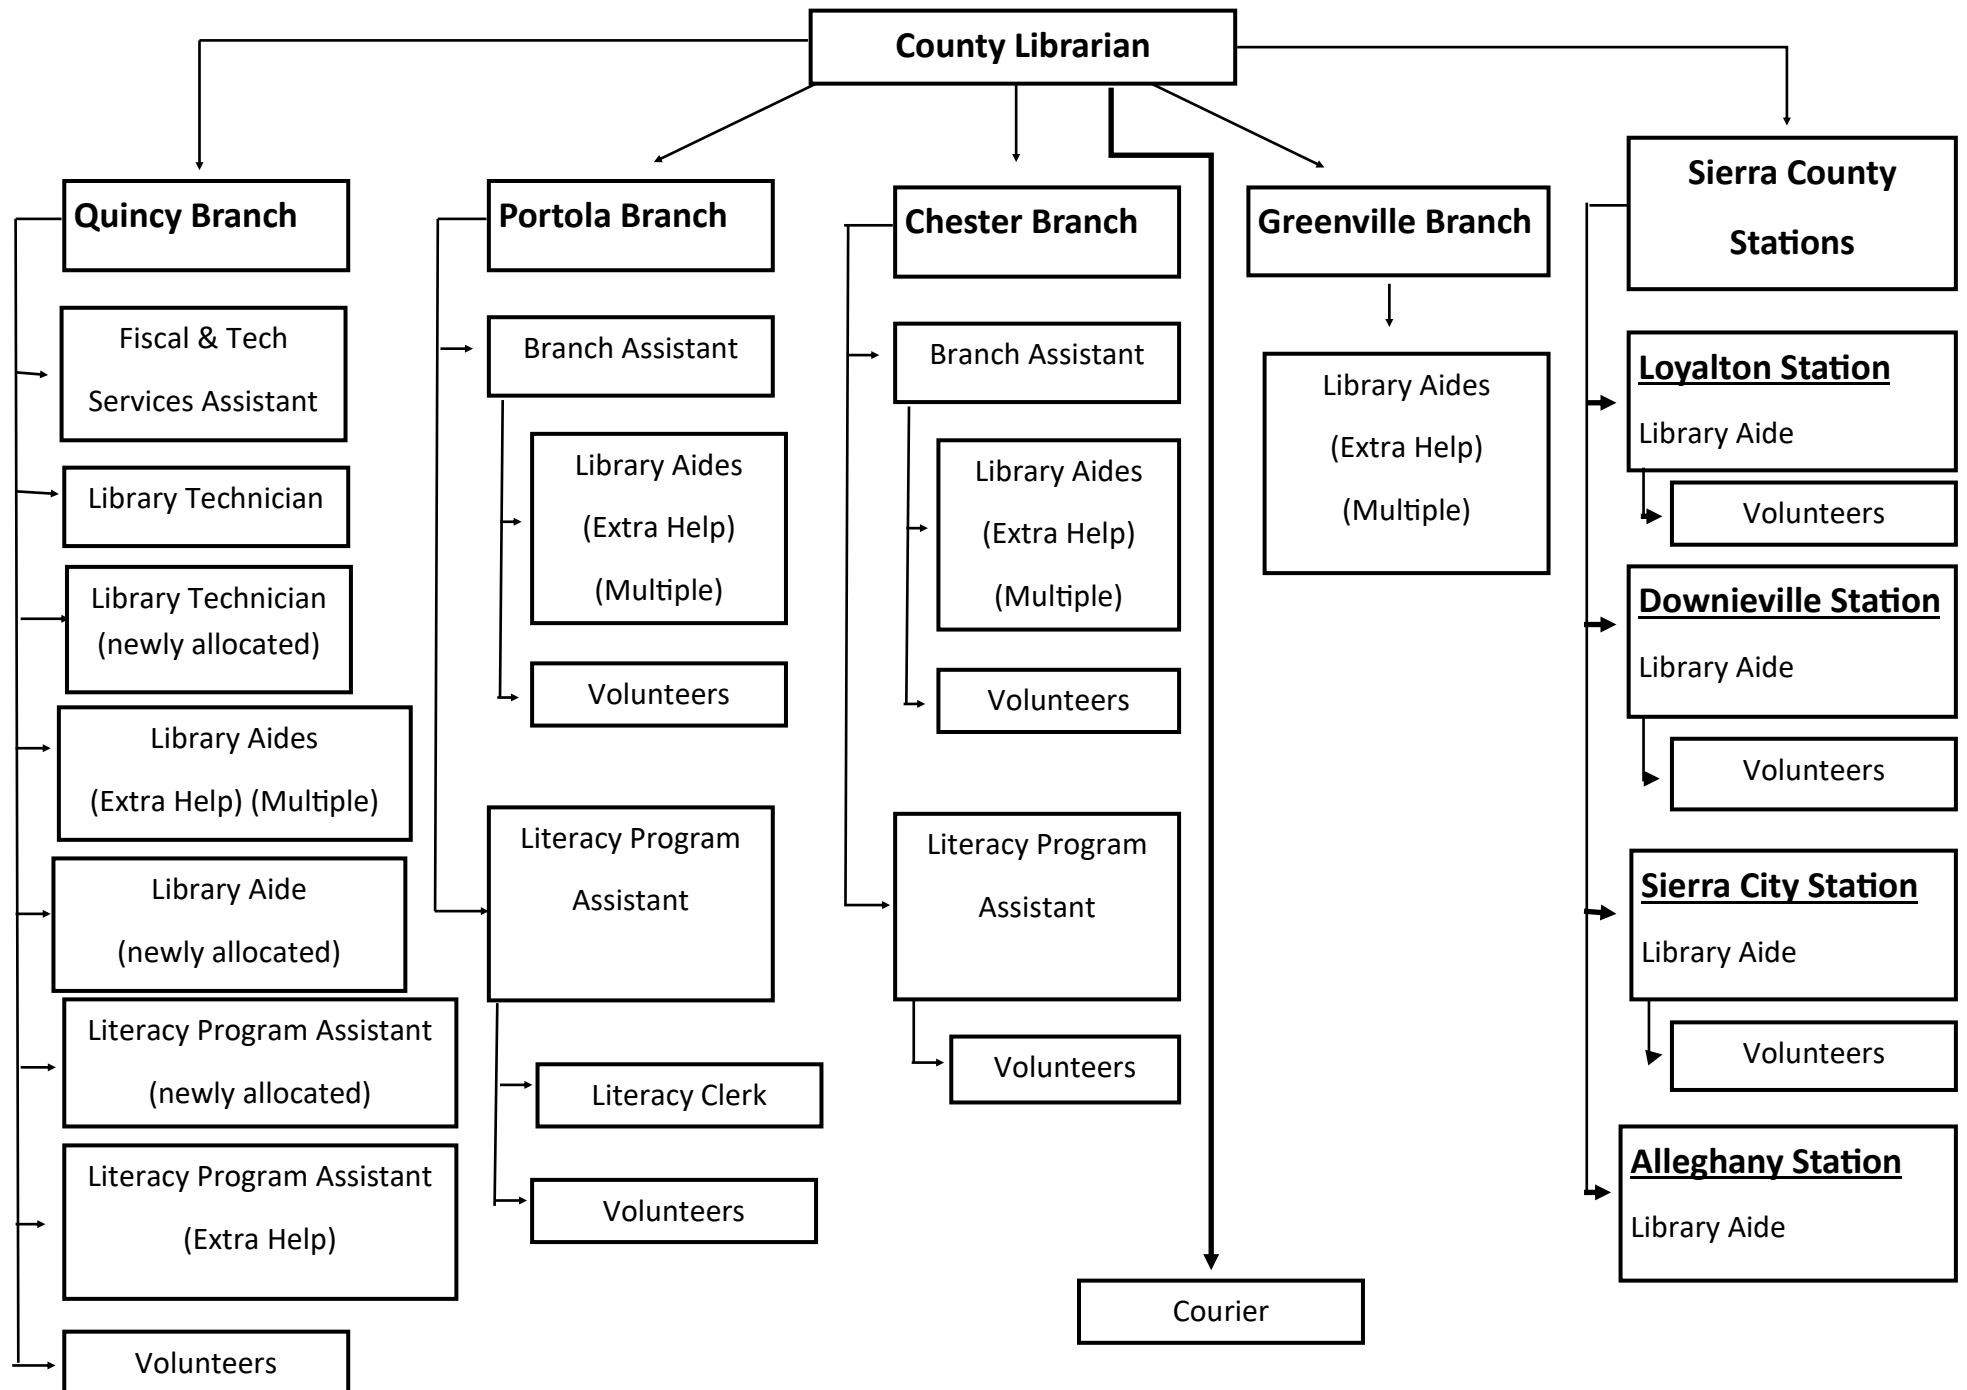 County Librarian
Quincy Branch
Fiscal & Tech
Services Assistant
Library Technician
Library Technician
(newly allocated)
Library Aides
(Extra Help) (Multiple)
Library Aide
(newly allocated)
Literacy Program Assistant
(newly allocated)
Literacy Program Assistant
(Extra Help)
Volunteers
Portola Branch
Branch Assistant
Library Aides
(Extra Help)
(Multiple)
Volunteers
Literacy Program
Assistant
Literacy Clerk
Volunteers
Chester Branch
Branch Assistant
Library Aides
(Extra Help)
(Multiple)
Volunteers
Literacy Program
Assistant
Volunteers
Courier
Greenville Branch
Library Aides
(Extra Help)
(Multiple)
Sierra County
Stations
Loyalton Station
Library Aide
Volunteers
Downieville Station
Library Aide
Volunteers
Sierra City Station
Library Aide
Volunteers
Alleghany Station
Library Aide